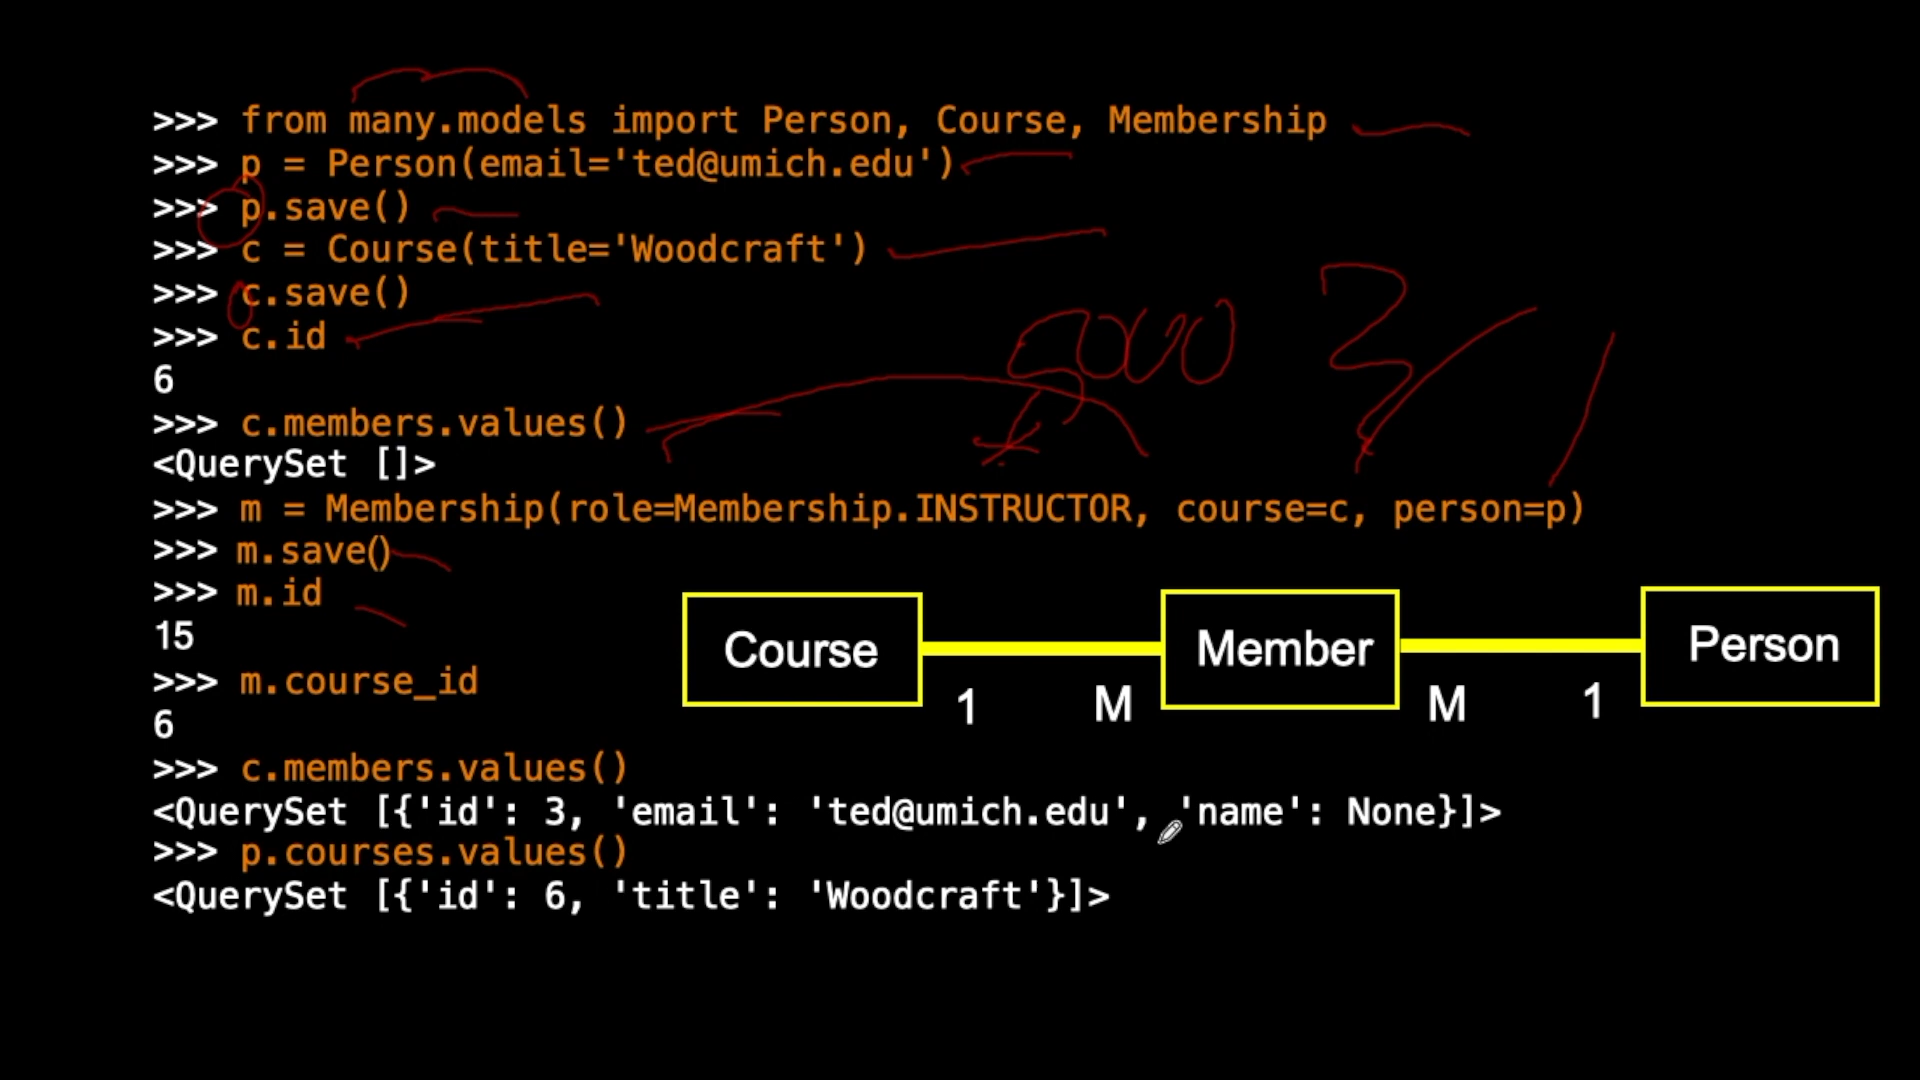 >>> from many.models import Person, Course, Membership
>>> p = Person(email='ted@umich.edu')
>>> p.save()
>>> c = Course(title='Woodcraft')
>>> c.save()
>>> c.id
6
>>> c.members.values()
<QuerySet []>
>>> m = Membership(role=Membership.INSTRUCTOR, course=c, person=p)
>>> m.save()
>>> m.id
15
>>> m.course_id
6
Course 1 M Member M 1 Person
>>> c.members.values()
<QuerySet [{'id': 3, 'email': 'ted@umich.edu', 'name': None}]>
>>> p.courses.values()
<QuerySet [{'id': 6, 'title': 'Woodcraft'}]>
5000